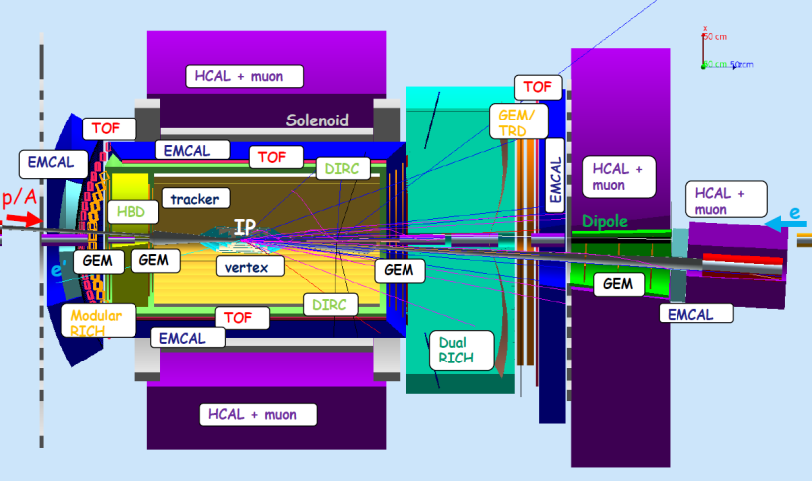 x
50 cm
50 cm
50cm
HCAL + muon
TOF
Solenoid
TOF
GEM/
TRD
EMCAL
EMCAL
TOF
DIRC
EMCAL
HCAL +
muon
HCAL +
muon
p/A
tracker
HBD
IP
Dipole
e
GEM
GEM
vertex
GEM
e'
GEM
Modular
RICH
TOF
DIRC
EMCAL
EMCAL
Dual
RICH
HCAL + muon